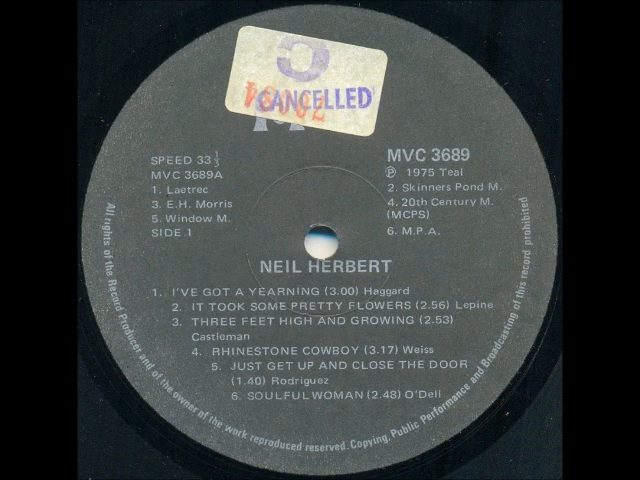 CANCELLED
SPEED 33 1/3
MVC 3689A
1. Laetrec
3. E.H. Morris
5. Window M.
SIDE.1
MVC 3689
Ⓟ 1975 Teal
2. Skinners Pond M.
4. 20th Century M.
(MCPS)
6. M.P.A.
NEIL HERBERT
1. I'VE GOT A YEARNING (3.00) Haggard
2. IT TOOK SOME PRETTY FLOWERS (2.56) Lepine
3. THREE FEET HIGH AND GROWING (2.53)
Castleman
4. RHINESTONE COWBOY (3.17) Weiss
5. JUST GET UP AND CLOSE THE DOOR
(1.40) Rodriguez
6. SOULFUL WOMAN (2.48) O'Dell
All rights of the Record Producer and of the owner of the work reproduced reserved. Copying, Public Performance and Broadcasting of this record prohibited